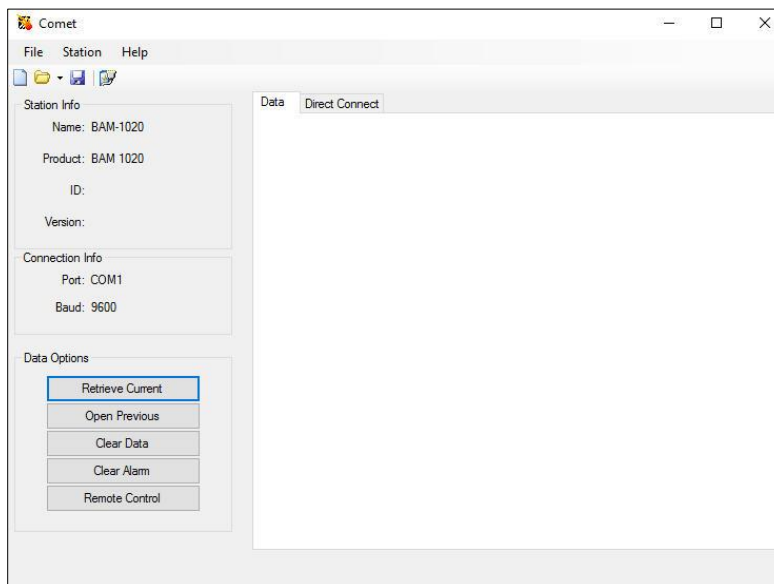 Comet
File Station Help
Station Info
Name: BAM-1020
Product: BAM 1020
ID:
Version:
Connection Info
Port: COM1
Baud: 9600
Data Options
Retrieve Current
Open Previous
Clear Data
Clear Alarm
Remote Control
Data Direct Connect